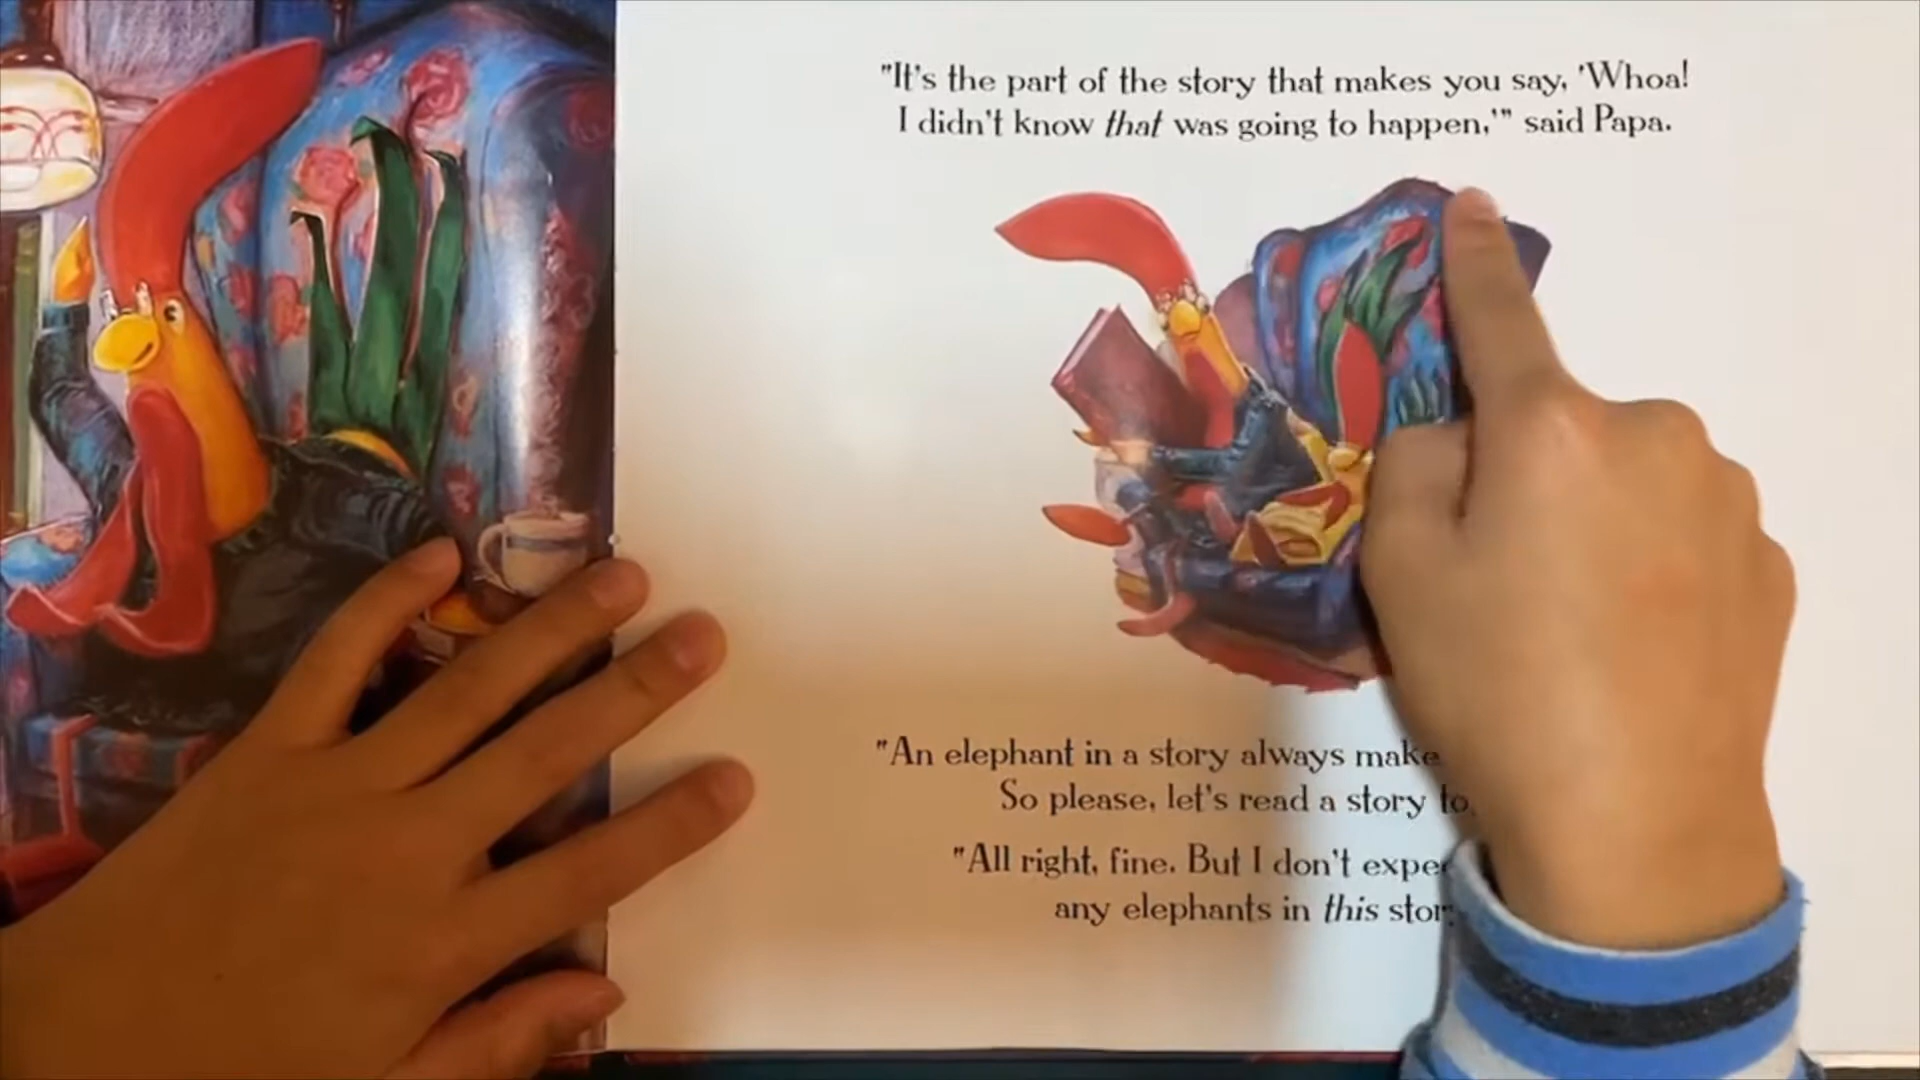 "It's the part of the story that makes you say, 'Whoa!
I didn't know that was going to happen,'" said Papa.
"An elephant in a story always make
So please, let's read a story to
"All right, fine. But I don't
any elephants in this